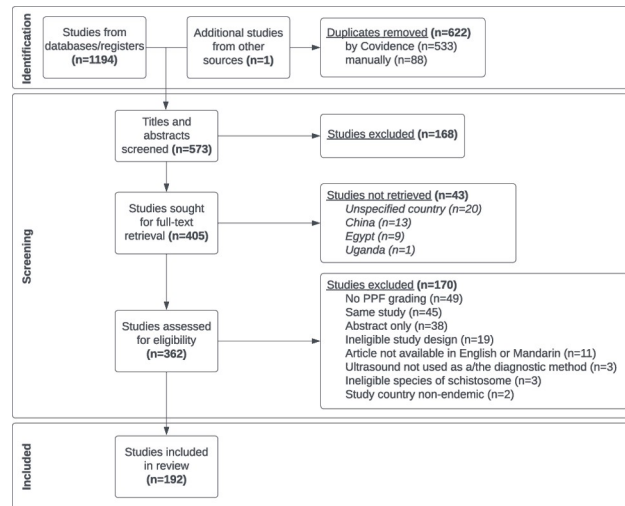 Identification
Studies from
databases/registers
(n=1194)
Additional studies
from other
sources (n=1)
Duplicates removed (n=622)
by Covidence (n=533)
manually (n=88)
Screening
Titles and
abstracts
screened (n=573)
Studies excluded (n=168)
Studies sought
for full-text
retrieval (n=405)
Studies not retrieved (n=43)
Unspecified country (n=20)
China (n=13)
Egypt (n=9)
Uganda (n=1)
Studies assessed
for eligibility
(n=362)
Studies excluded (n=170)
No PPF grading (n=49)
Same study (n=45)
Abstract only (n=38)
Ineligible study design (n=19)
Article not available in English or Mandarin (n=11)
Ultrasound not used as a/the diagnostic method (n=3)
Ineligible species of schistosome (n=3)
Study country non-endemic (n=2)
Included
Studies included
in review
(n=192)